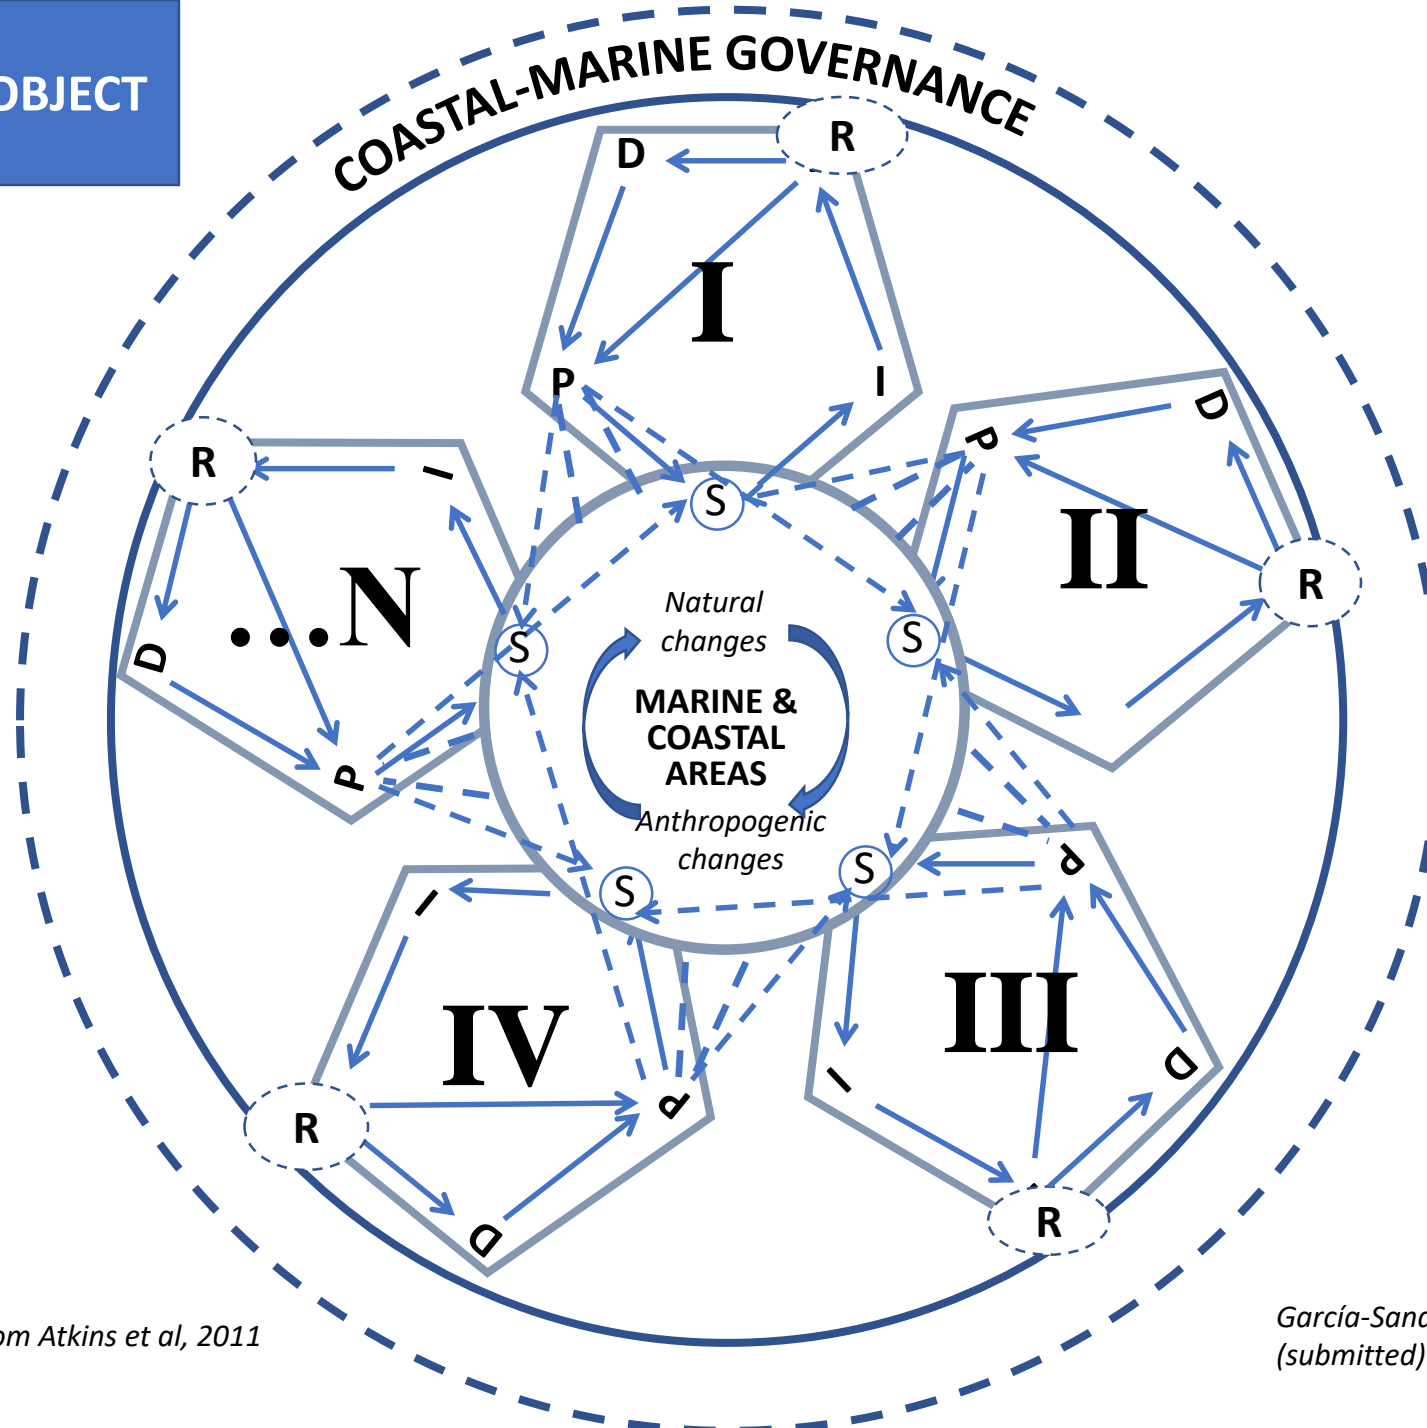 OBJECT
COASTAL-MARINE GOVERNANCE
R
D
I
P
I
S
D
P
II
R
S
R
I
...N
D
P
S
Natural
changes
MARINE &
COASTAL
AREAS
Anthropogenic
changes
S
P
III
D
I
R
S
I
IV
P
R
D
om Atkins et al, 2011
García-Sand
(submitted)